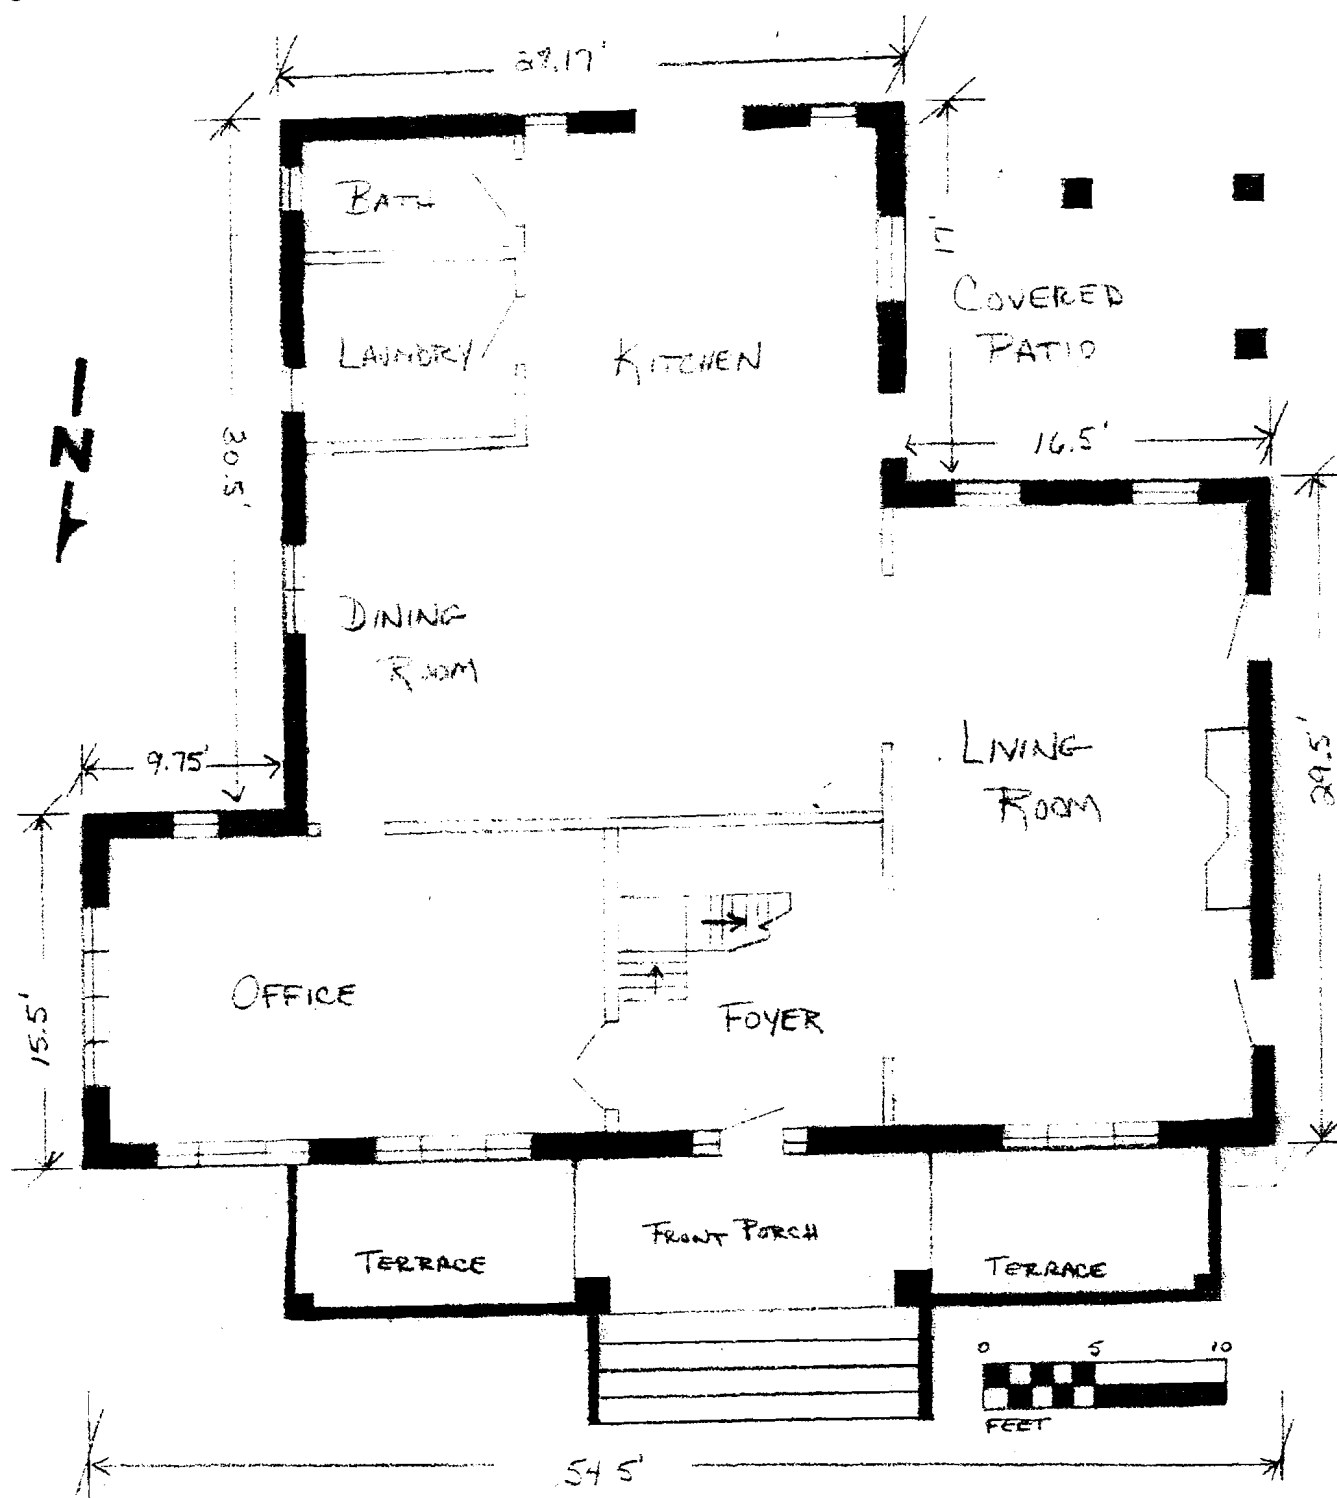 28.17'
BATH
17'
COVERED
PATIO
LAUNDRY
KITCHEN
N
30.5'
16.5'
DINING
ROOM
9.75'
LIVING
ROOM
29.5'
OFFICE
15.5'
FOYER
FRONT PORCH
TERRACE
TERRACE
0 5 10
FEET
54 5'